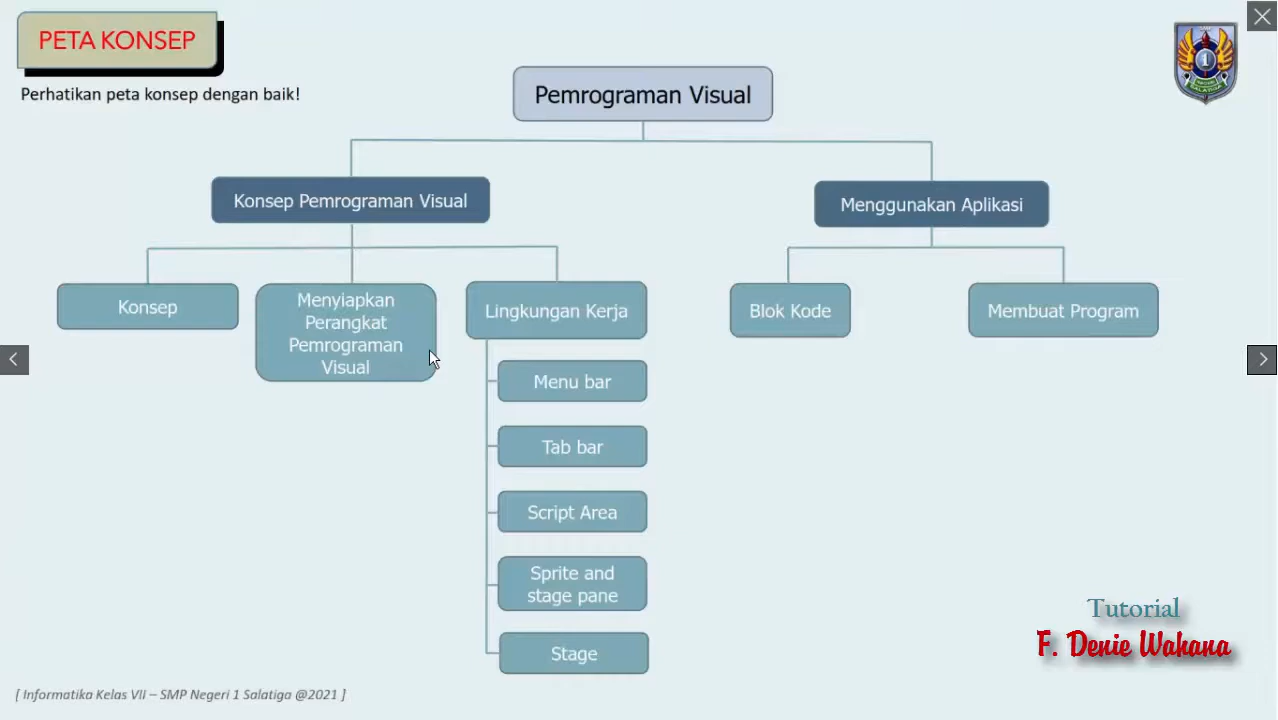 PETA KONSEP
Perhatikan peta konsep dengan baik!
Pemrograman Visual
Konsep Pemrograman Visual
Menggunakan Aplikasi
Konsep
Menyiapkan
Perangkat
Pemrograman
Visual
Lingkungan Kerja
Blok Kode
Membuat Program
Menu bar
Tab bar
Script Area
Sprite and
stage pane
Stage
1
SALATIGA
Tutorial
F. Denie Wahana
[ Informatika Kelas VII – SMP Negeri 1 Salatiga @2021 ]